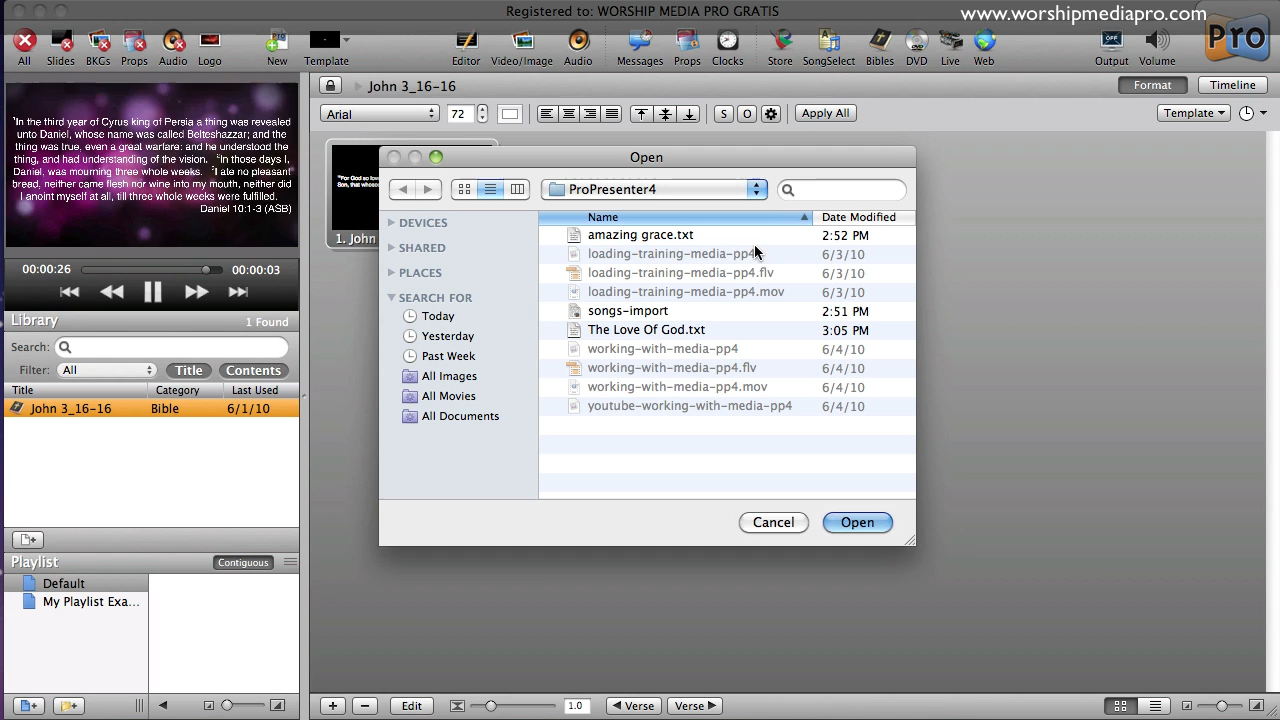 Registered to: WORSHIP MEDIA PRO GRATIS
www.worshipmediapro.com
All Slides BKGs Props Audio Logo New Template Editor Video/Image Audio Messages Props Clocks Store SongSelect Bibles DVD Live Web Output Volume
Pro
John 3_16-16 Format Timeline
Arial 72 S O Apply All Template
1In the third year of Cyrus king of Persia a thing was revealed
unto Daniel, whose name was called Belteshazzar; and the
thing was true, even a great warfare: and he understood the
thing, and had understanding of the vision. 2In those days I,
Daniel, was mourning three whole weeks. 3I ate no pleasant
bread, neither came flesh nor wine into my mouth, neither did
I anoint myself at all, till three whole weeks were fulfilled.
Daniel 10:1-3 (ASB)
00:00:26 00:00:03
Library 1 Found
Search:
Filter: All Title Contents
Title Category Last Used
John 3_16-16 Bible 6/1/10
Playlist Contiguous
Default
My Playlist Exa...
"For God so
Son, that whoso
1. John
Open
ProPresenter4
DEVICES
SHARED
PLACES
SEARCH FOR
Today
Yesterday
Past Week
All Images
All Movies
All Documents
Name Date Modified
amazing grace.txt 2:52 PM
loading-training-media-pp4 6/3/10
loading-training-media-pp4.flv 6/3/10
loading-training-media-pp4.mov 6/3/10
songs-import 2:51 PM
The Love Of God.txt 3:05 PM
working-with-media-pp4 6/4/10
working-with-media-pp4.flv 6/4/10
working-with-media-pp4.mov 6/4/10
youtube-working-with-media-pp4 6/4/10
Cancel Open
Edit 1.0 Verse Verse